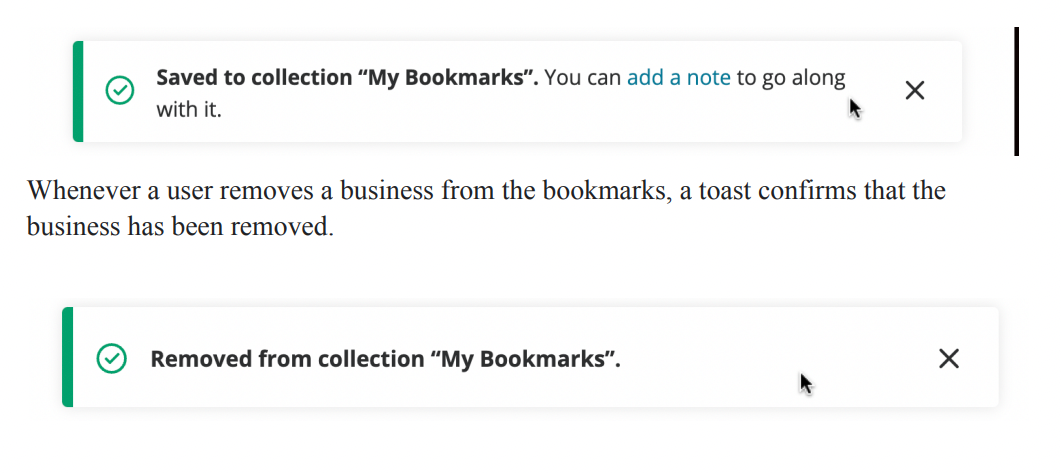 Saved to collection “My Bookmarks”. You can add a note to go along
with it.
Whenever a user removes a business from the bookmarks, a toast confirms that the
business has been removed.
Removed from collection “My Bookmarks”.